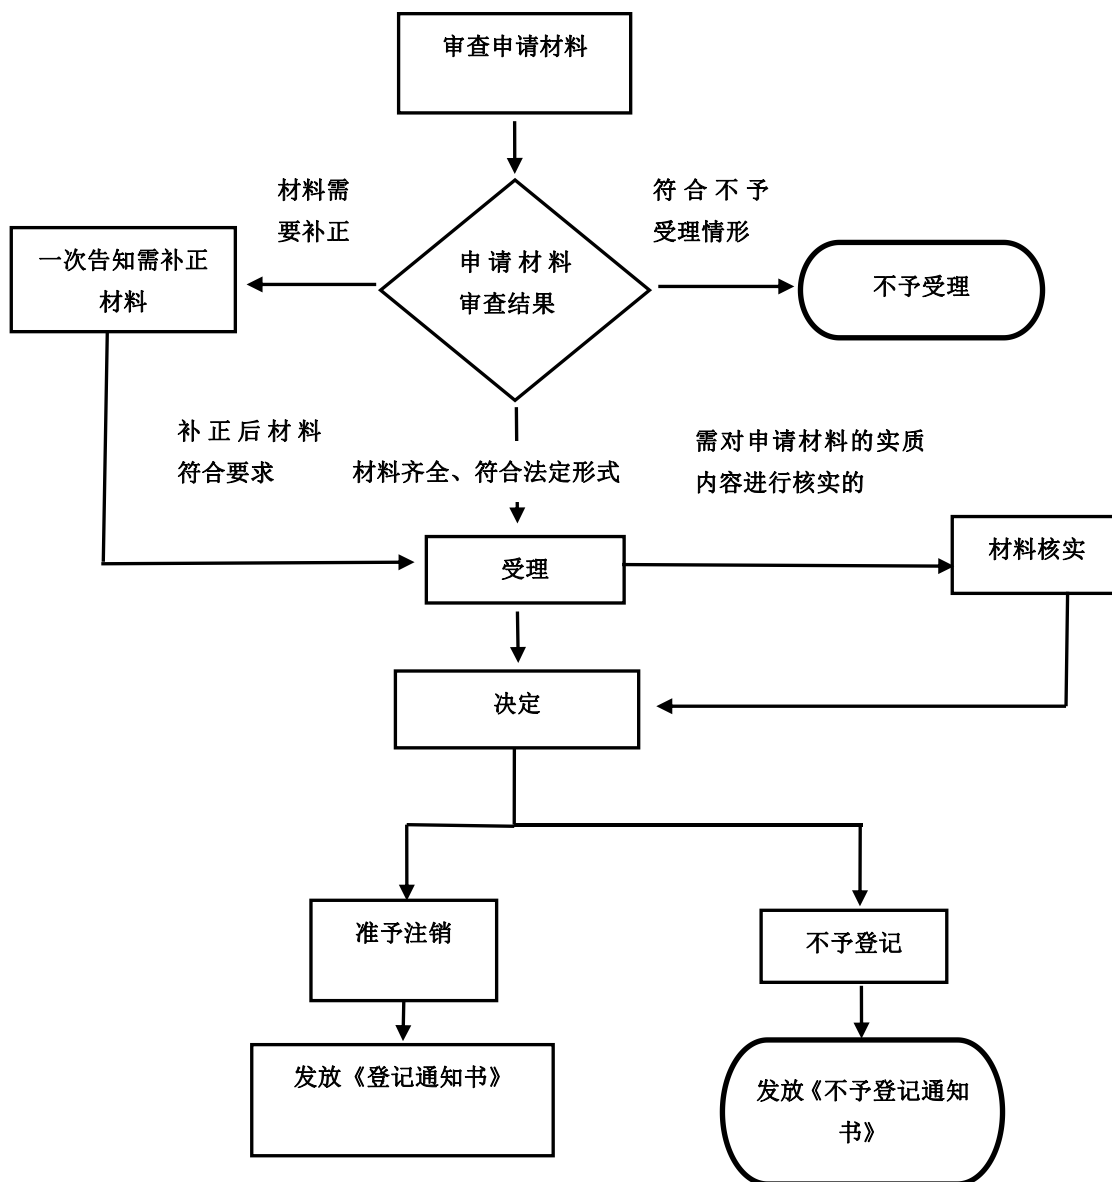 审查申请材料
材料需
要补正
符合不予
受理情形
一次告知需补正
材料
申请材料
审查结果
不予受理
补正后材料
符合要求
材料齐全、符合法定形式
需对申请材料的实质
内容进行核实的
受理
材料核实
决定
准予注销
不予登记
发放《登记通知书》
发放《不予登记通知
书》